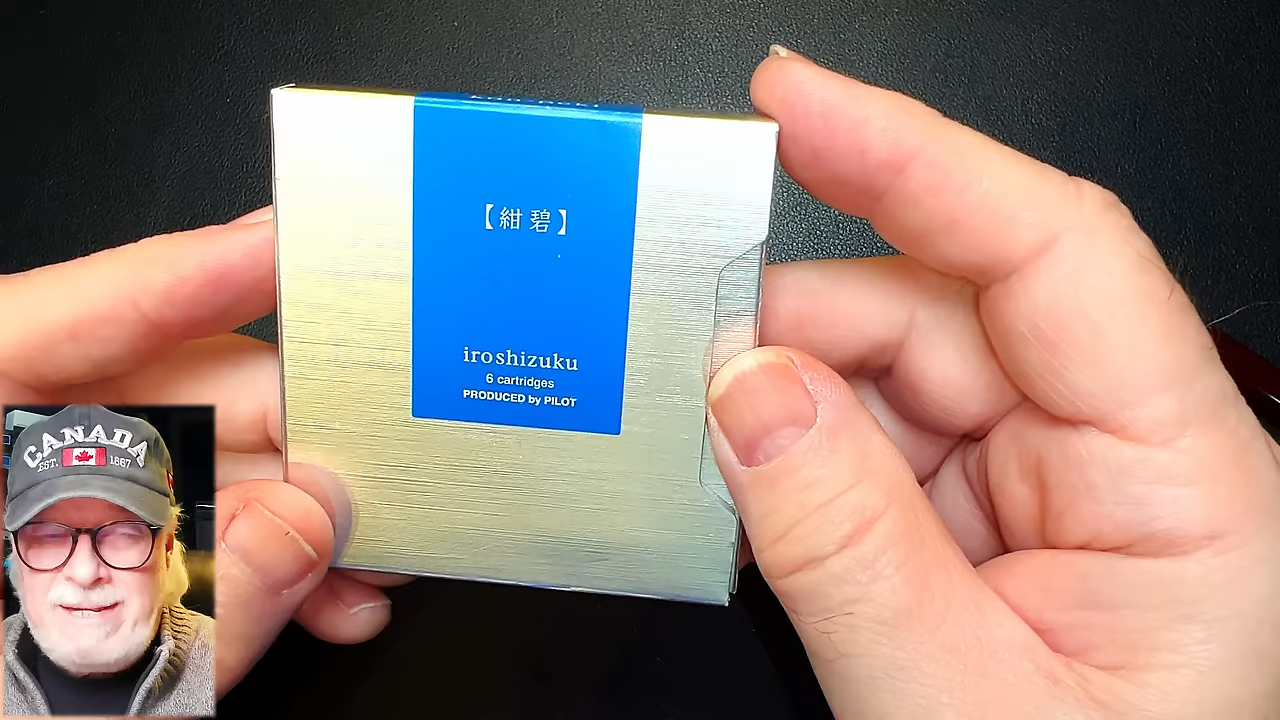 【紺碧】
iroshizuku
6 cartridges
PRODUCED by PILOT
CANADA
EST. 1867